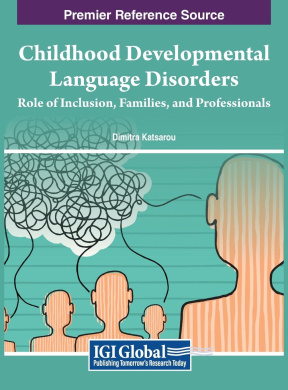 Premier Reference Source
Childhood Developmental
Language Disorders
Role of Inclusion, Families, and Professionals
Dimitra Katsarou
IGI Global
Publishing Tomorrow's Research Today